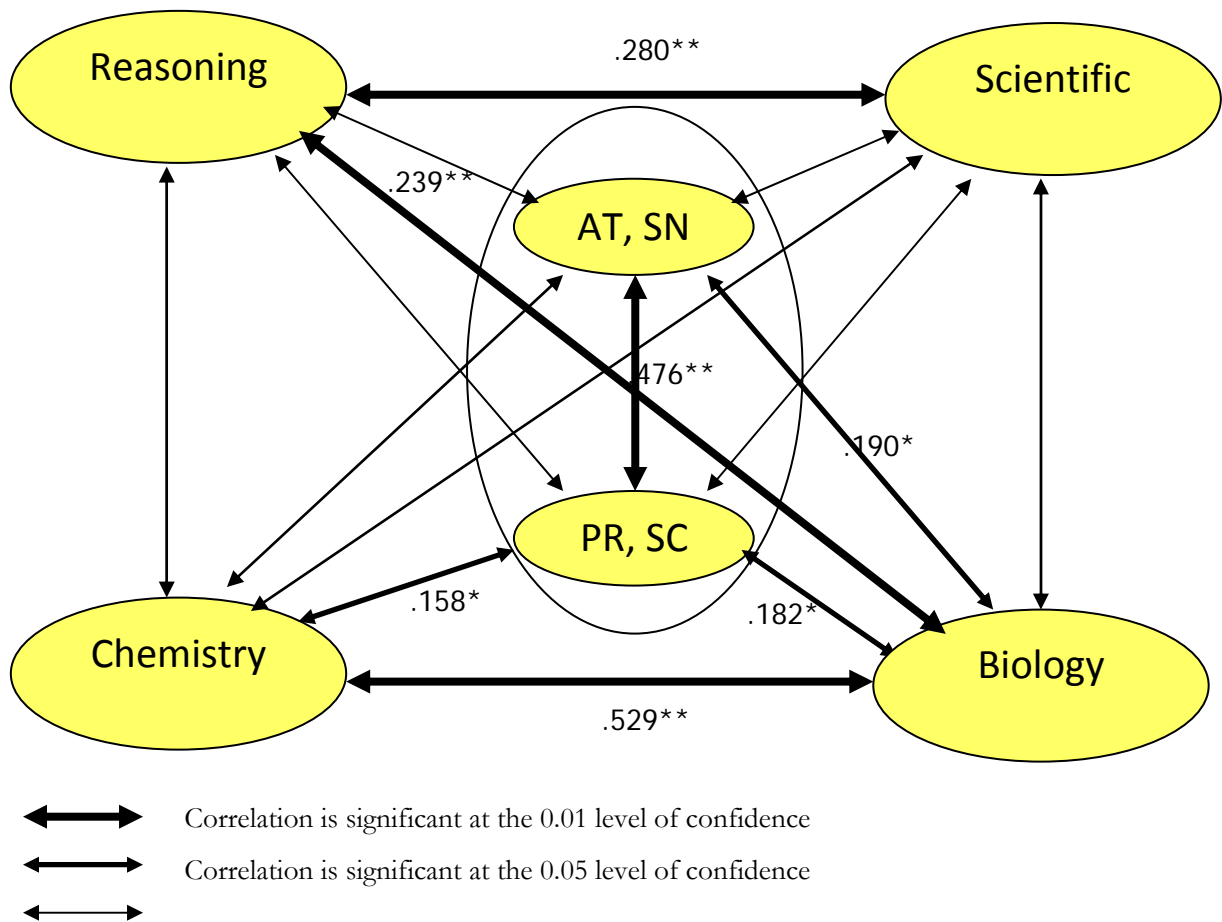 .280**
Reasoning
Scientific
.239**
AT, SN
.476**
.190*
PR, SC
.158*
.182*
Chemistry
Biology
.529**
Correlation is significant at the 0.01 level of confidence
Correlation is significant at the 0.05 level of confidence